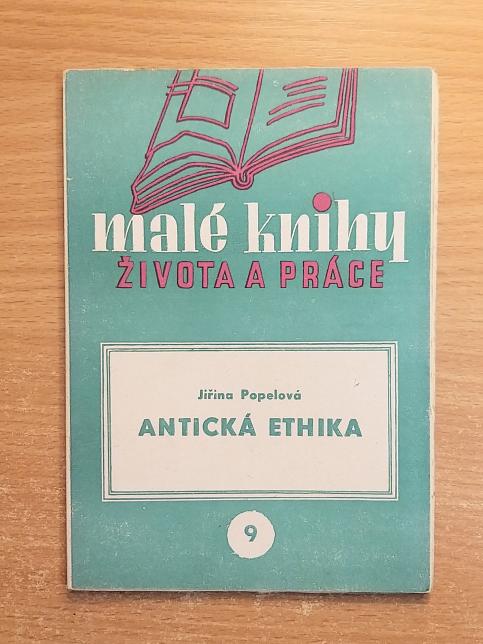 malé knihy
ŽIVOTA A PRÁCE
Jiřina Popelová
ANTICKÁ ETHIKA
9